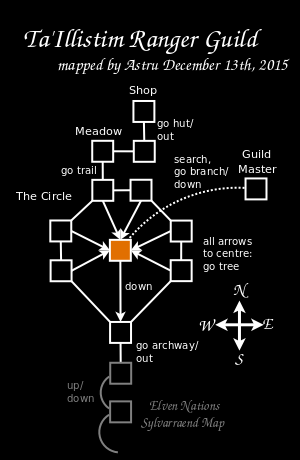 Ta'Illistim Ranger Guild
mapped by Astru December 13th, 2015
Shop
go hut/
out
Meadow
search,
go branch/
down
Guild
Master
go trail
The Circle
all arrows
to centre:
go tree
down
N
W
E
S
go archway/
out
up/
down
Elven Nations
Sylvarraend Map